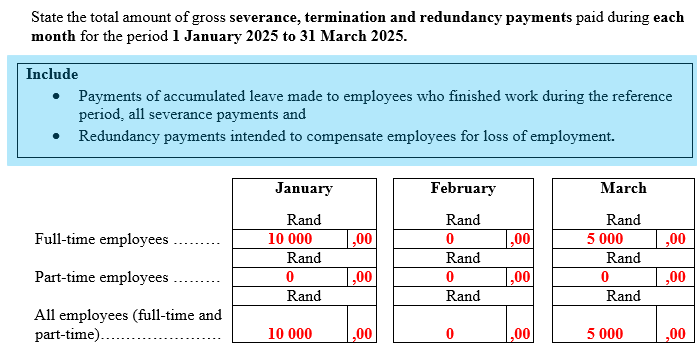 State the total amount of gross severance, termination and redundancy payments paid during each
month for the period 1 January 2025 to 31 March 2025.
Include
• Payments of accumulated leave made to employees who finished work during the reference
period, all severance payments and
• Redundancy payments intended to compensate employees for loss of employment.
January February March
Rand Rand Rand
Full-time employees ......... 10 000 ,00 0 ,00 5 000 ,00
Rand Rand Rand
Part-time employees ......... 0 ,00 0 ,00 0 ,00
Rand Rand Rand
All employees (full-time and
part-time)........................ 10 000 ,00 0 ,00 5 000 ,00